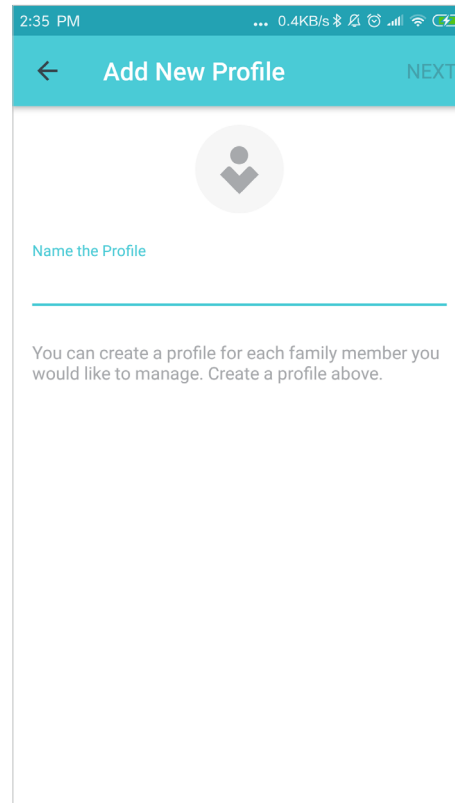 2:35 PM ... 0.4KB/s
Add New Profile NEXT
Name the Profile
You can create a profile for each family member you
would like to manage. Create a profile above.